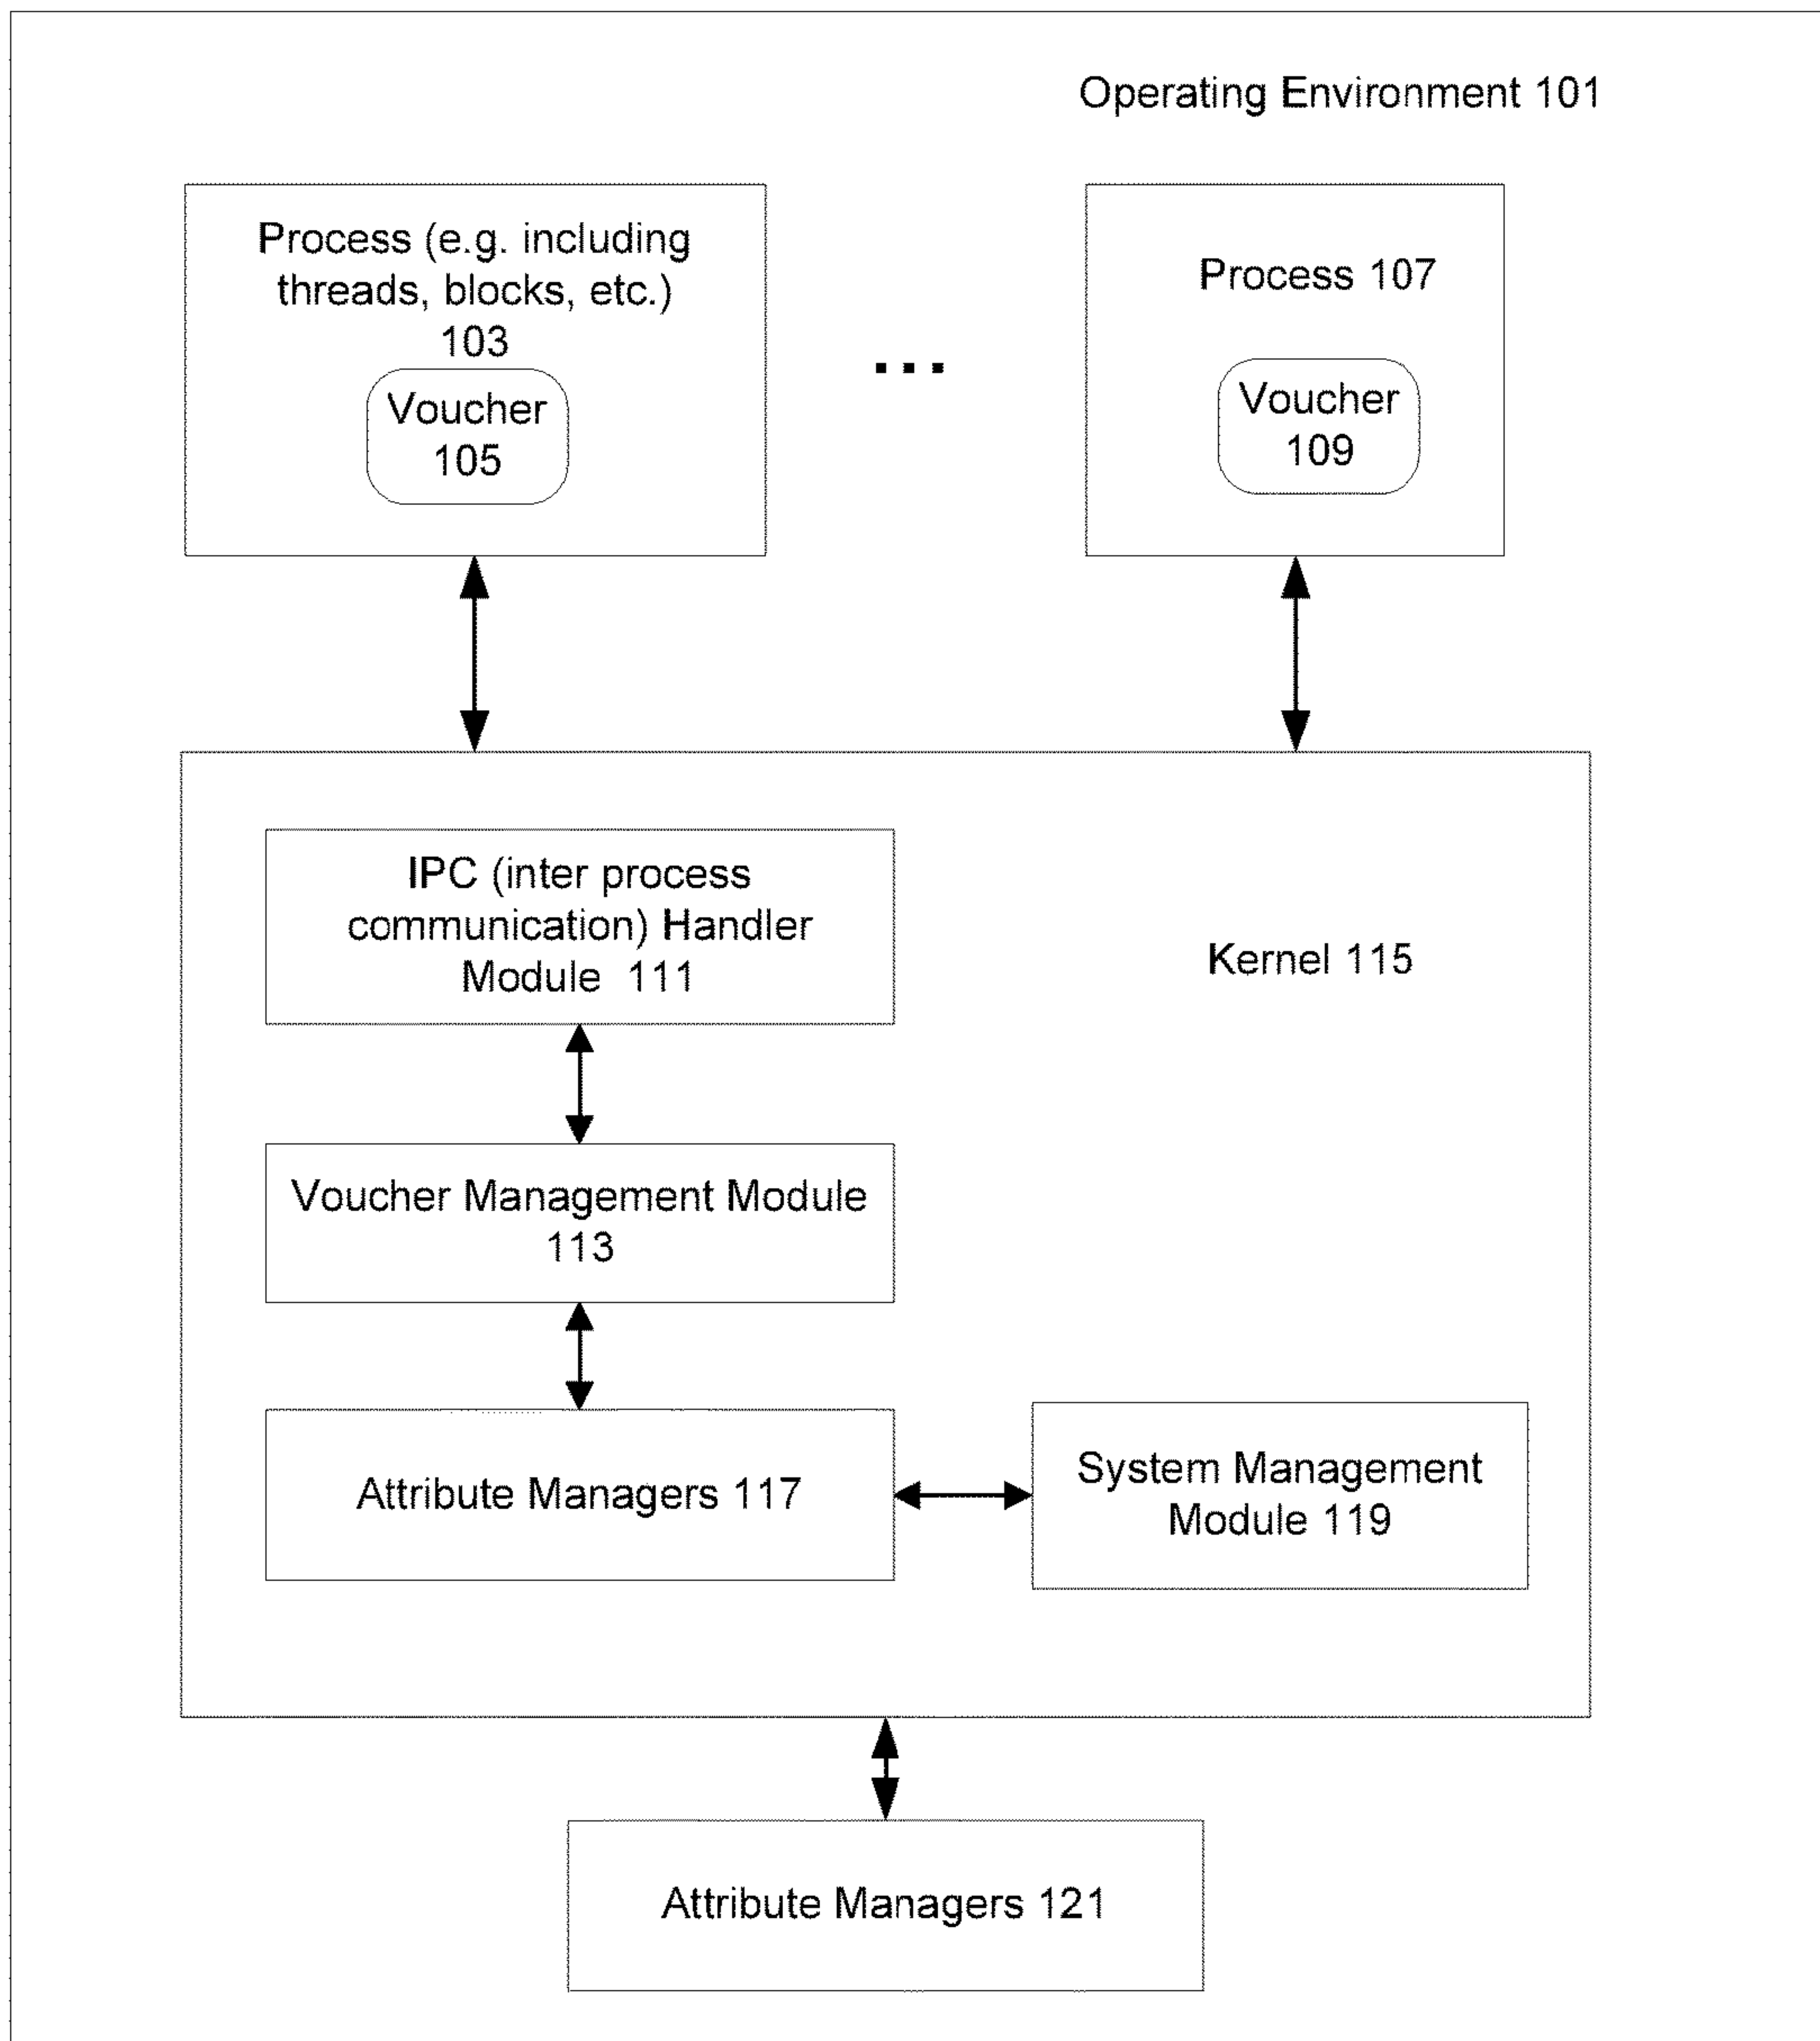 Operating Environment 101
Process (e.g. including
threads, blocks, etc.)
103
Voucher
105
...
Process 107
Voucher
109
IPC (inter process
communication) Handler
Module 111
Kernel 115
Voucher Management Module
113
Attribute Managers 117
System Management
Module 119
Attribute Managers 121